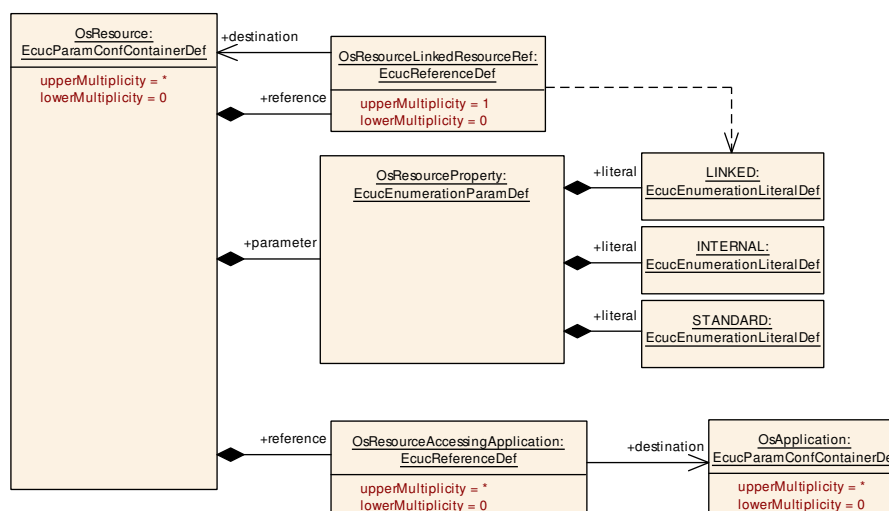 OsResource:
EcucParamConfContainerDef
upperMultiplicity = *
lowerMultiplicity = 0
+destination
OsResourceLinkedResourceRef:
EcucReferenceDef
upperMultiplicity = 1
lowerMultiplicity = 0
+reference
OsResourceProperty:
EcucEnumerationParamDef
+parameter
+literal
LINKED:
EcucEnumerationLiteralDef
+literal
INTERNAL:
EcucEnumerationLiteralDef
+literal
STANDARD:
EcucEnumerationLiteralDef
+reference
OsResourceAccessingApplication:
EcucReferenceDef
upperMultiplicity = *
lowerMultiplicity = 0
+destination
OsApplication:
EcucParamConfContainerDe
upperMultiplicity = *
lowerMultiplicity = 0